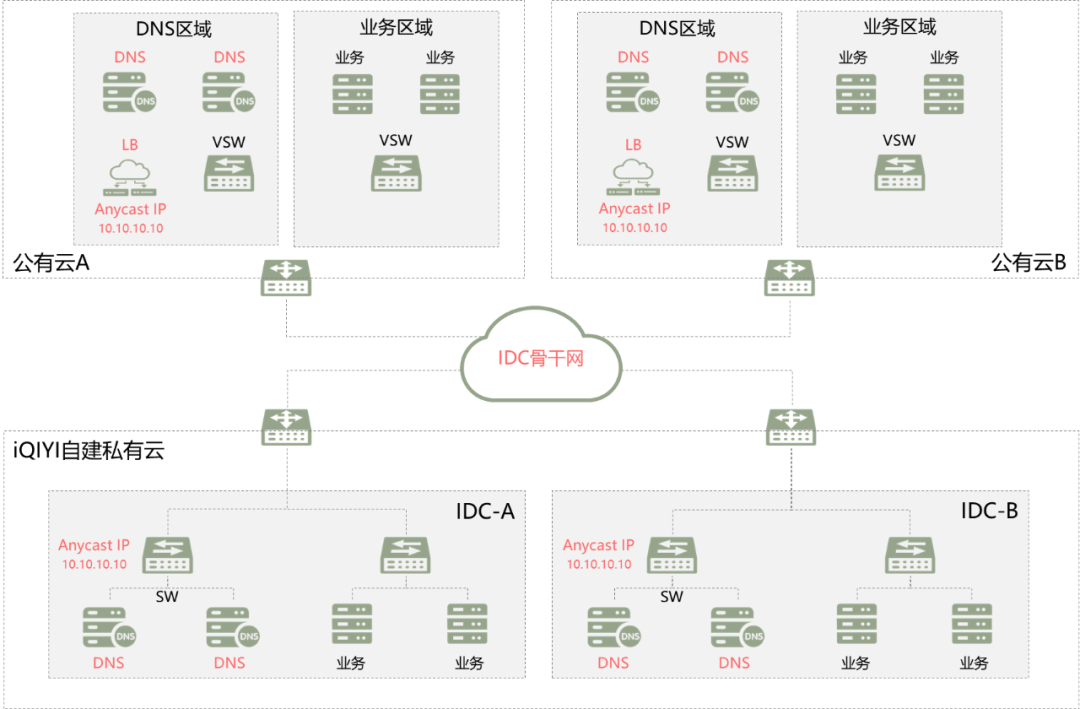 DNS区域
业务区域
DNS
DNS
业务
业务
DNS
DNS
LB
VSW
VSW
Anycast IP
10.10.10.10
公有云A
DNS区域
业务区域
DNS
DNS
业务
业务
DNS
DNS
LB
VSW
VSW
Anycast IP
10.10.10.10
公有云B
IDC骨干网
iQIYI自建私有云
IDC-A
Anycast IP
10.10.10.10
SW
DNS
DNS
DNS
DNS
业务
业务
IDC-B
Anycast IP
10.10.10.10
SW
DNS
DNS
DNS
DNS
业务
业务